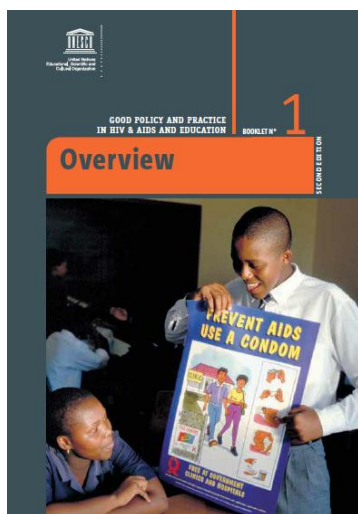 UNESCO
United Nations
Educational, Scientific and
Cultural Organization
GOOD POLICY AND PRACTICE
IN HIV & AIDS AND EDUCATION
BOOKLET N°
1
Overview
SECOND EDITION
PREVENT AIDS
USE A CONDOM
FREE AT GOVERNMENT
CLINICS AND HOSPITALS